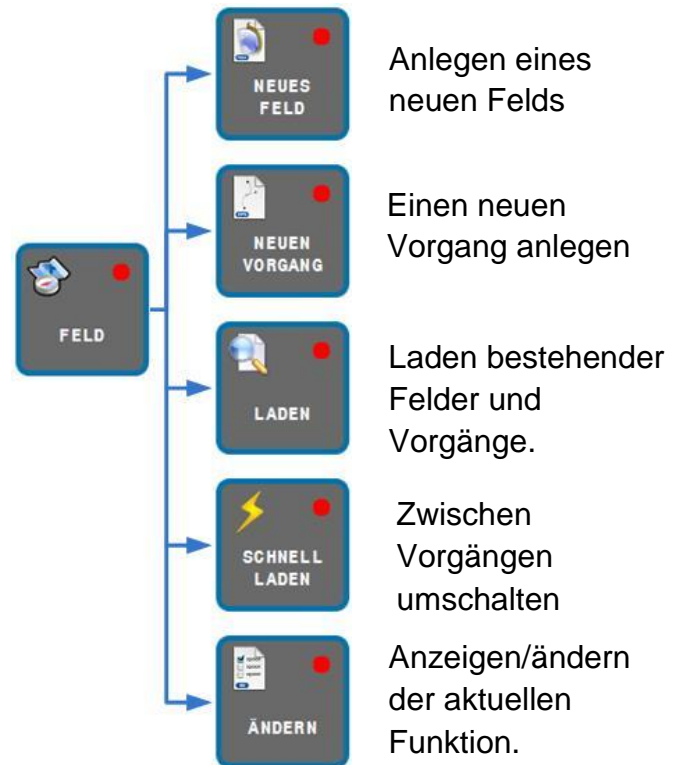 NEUES
FELD
Anlegen eines
neuen Felds
NEUEN
VORGANG
Einen neuen
Vorgang anlegen
FELD
LADEN
Laden bestehender
Felder und
Vorgänge.
SCHNELL
LADEN
Zwischen
Vorgängen
umschalten
ÄNDERN
Anzeigen/ändern
der aktuellen
Funktion.